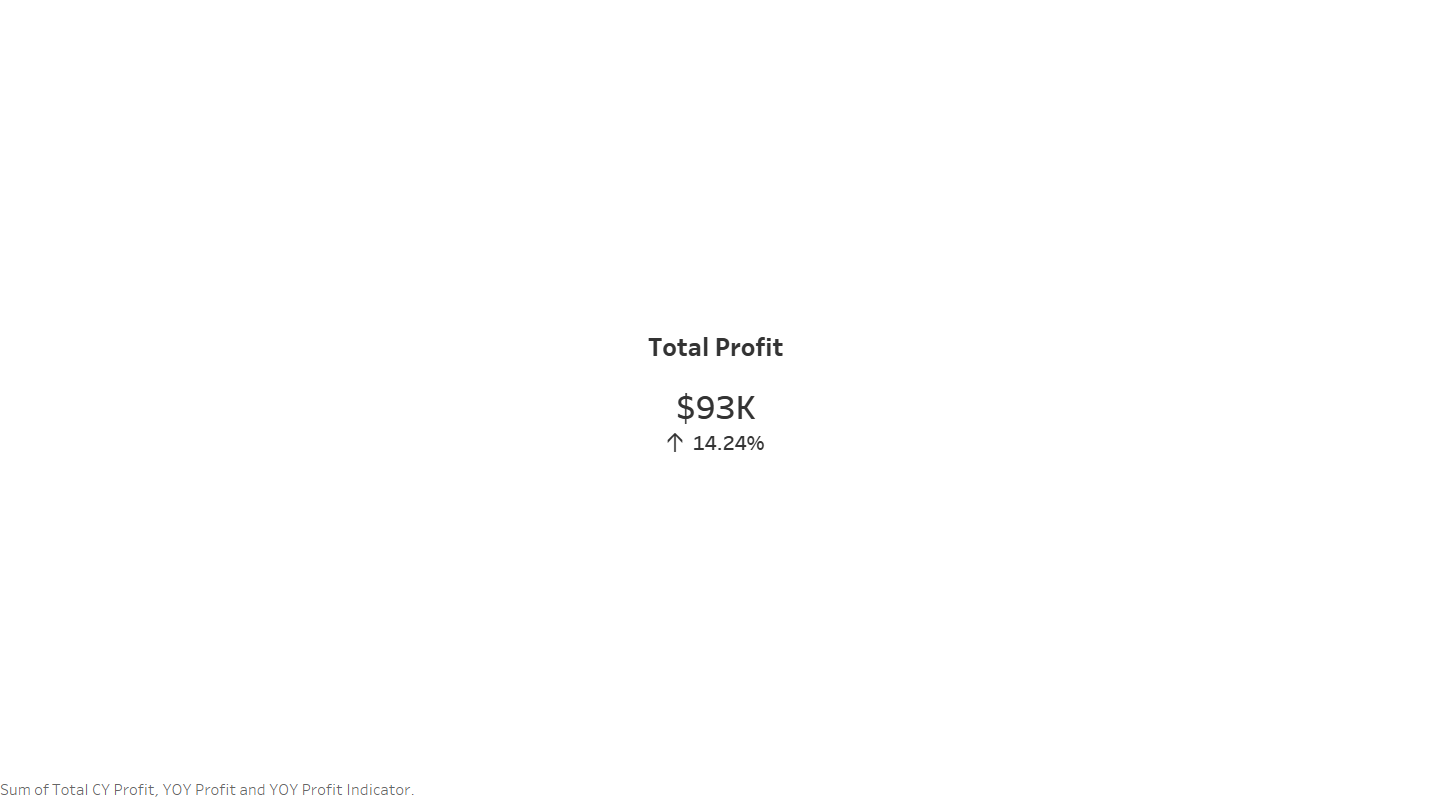 Total Profit
$93K
↑ 14.24%
Sum of Total CY Profit, YOY Profit and YOY Profit Indicator.